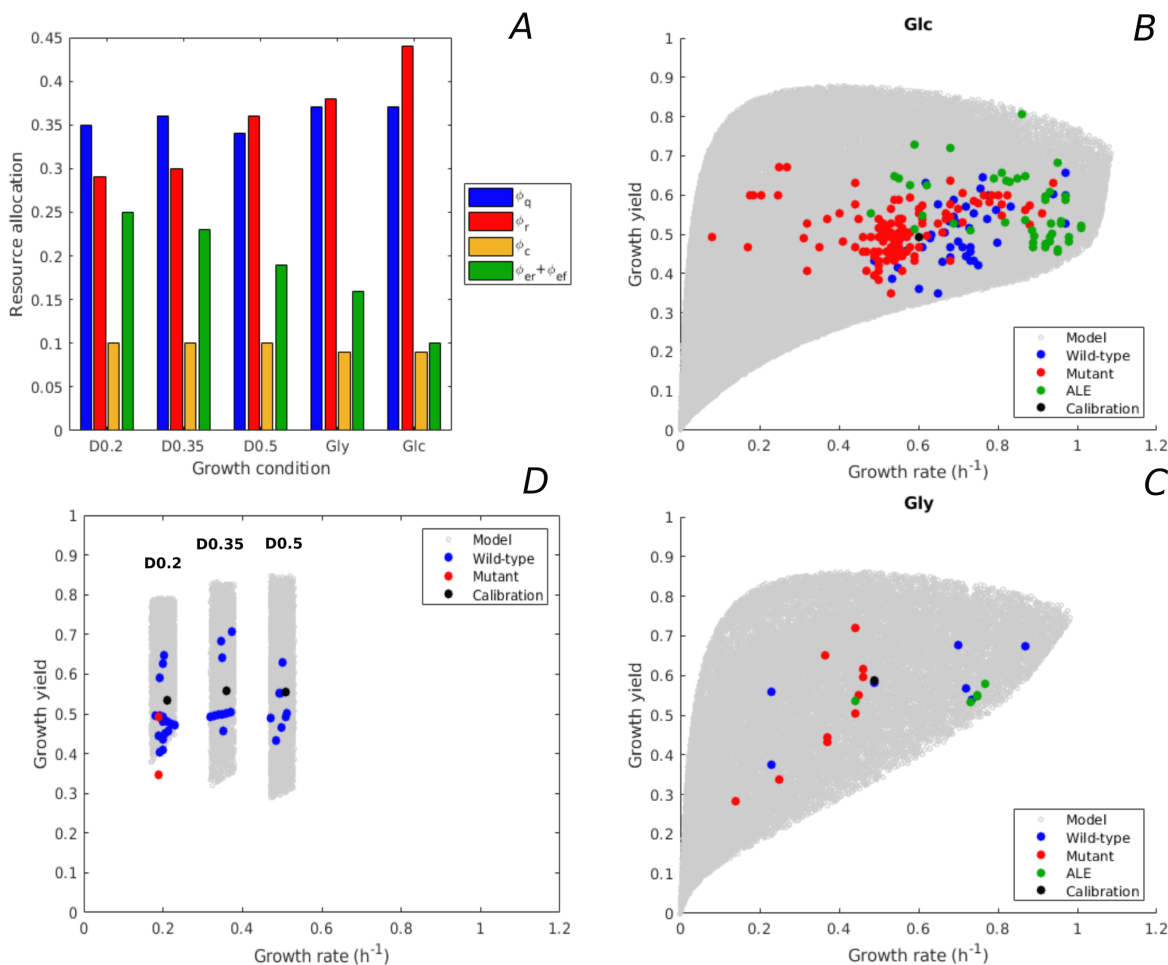 A
0.45
0.4
0.35
0.3
0.25
0.2
0.15
0.1
0.05
0
Resource allocation
D0.2 D0.35 D0.5 Gly Glc
Growth condition
ϕq
ϕr
ϕc
ϕer+ϕef
B
Glc
1
0.9
0.8
0.7
0.6
0.5
0.4
0.3
0.2
0.1
0
Growth yield
0 0.2 0.4 0.6 0.8 1 1.2
Growth rate (h-1)
Model
Wild-type
Mutant
ALE
Calibration
D
1
0.9
0.8
0.7
0.6
0.5
0.4
0.3
0.2
0.1
0
Growth yield
D0.2 D0.35 D0.5
0 0.2 0.4 0.6 0.8 1 1.2
Growth rate (h-1)
Model
Wild-type
Mutant
Calibration
C
Gly
1
0.9
0.8
0.7
0.6
0.5
0.4
0.3
0.2
0.1
0
Growth yield
0 0.2 0.4 0.6 0.8 1 1.2
Growth rate (h-1)
Model
Wild-type
Mutant
ALE
Calibration